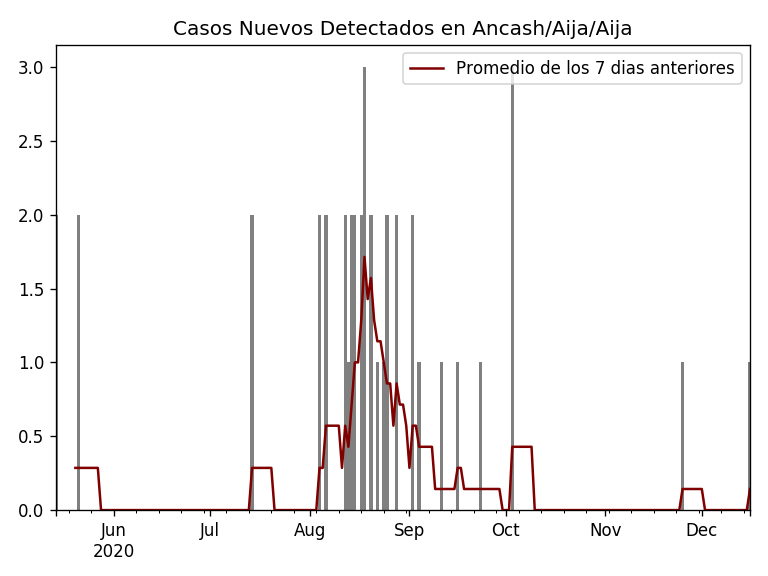 Casos Nuevos Detectados en Ancash/Aija/Aija
Promedio de los 7 dias anteriores
3.0
2.5
2.0
1.5
1.0
0.5
0.0
Jun Jul Aug Sep Oct Nov Dec
2020